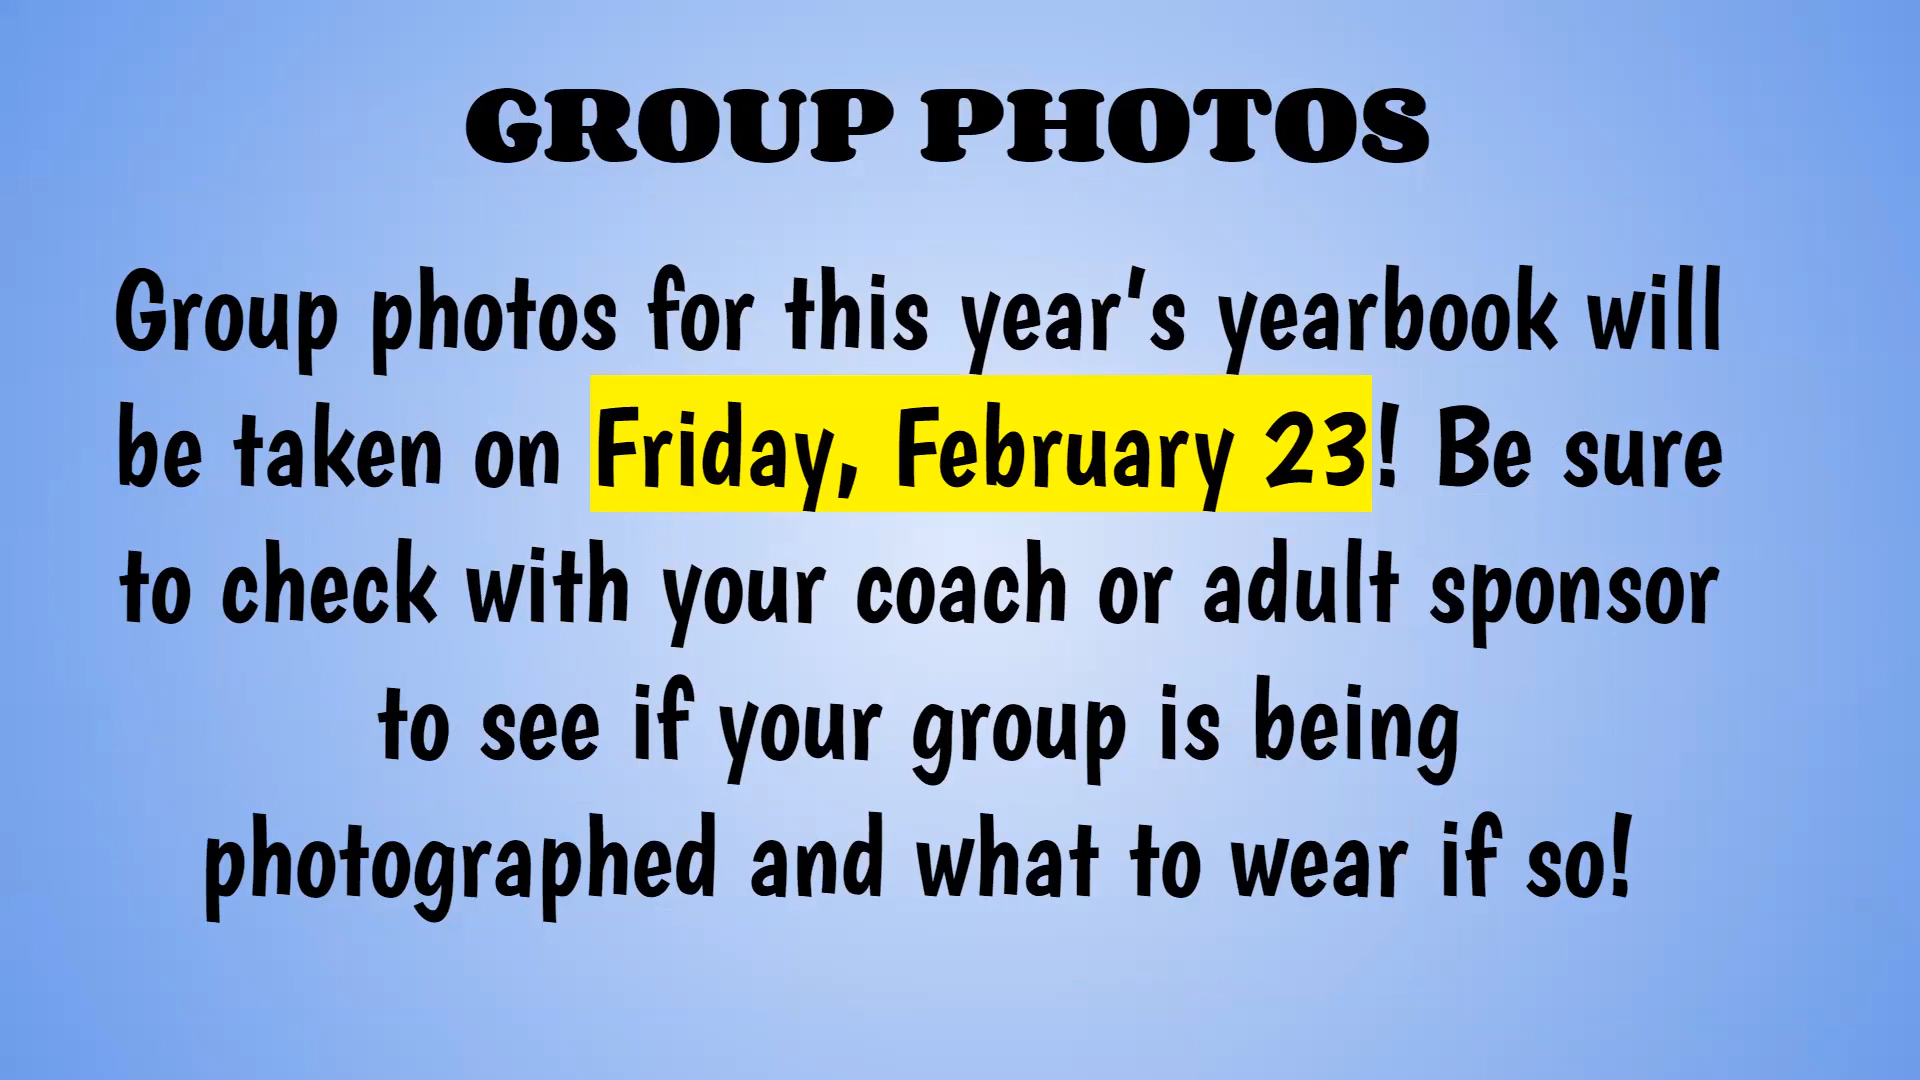 GROUP PHOTOS
Group photos for this year's yearbook will
be taken on Friday, February 23! Be sure
to check with your coach or adult sponsor
to see if your group is being
photographed and what to wear if so!